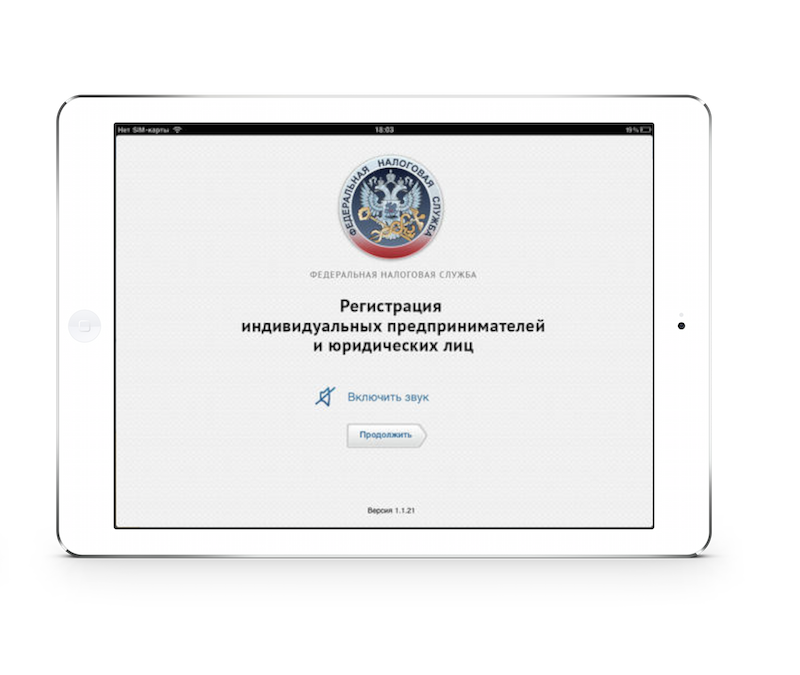 Нет SIM-карты
18:03
19 %
ФЕДЕРАЛЬНАЯ НАЛОГОВАЯ СЛУЖБА
ФЕДЕРАЛЬНАЯ НАЛОГОВАЯ СЛУЖБА
Регистрация
индивидуальных предпринимателей
и юридических лиц
Включить звук
Продолжить
Версия 1.1.21